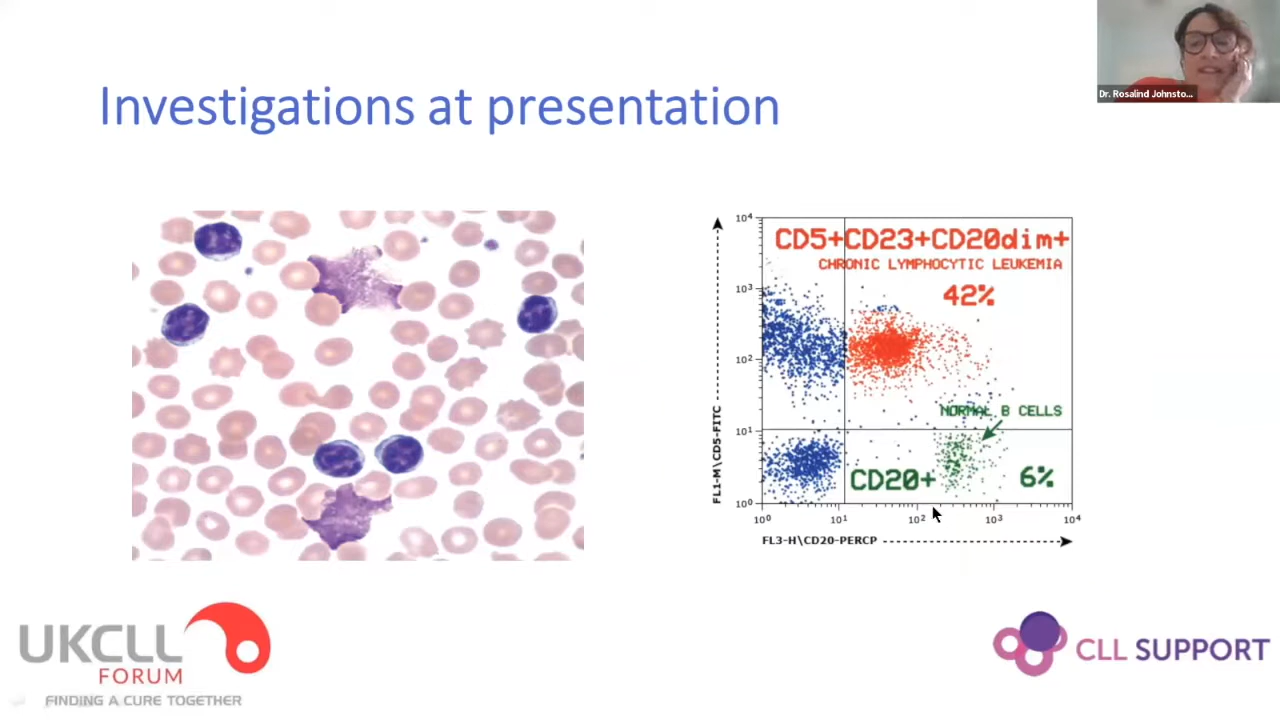 Dr. Rosalind Johnsto...
Investigations at presentation
10⁴
CD5+CD23+CD20dim+
CHRONIC LYMPHOCYTIC LEUKEMIA
42%
10³
10²
NORMAL B CELLS
10¹
CD20+
6%
10⁰
FL1-M\CD5-FITC
10⁰ 10¹ 10² 10³ 10⁴
FL3-H\CD20-PERCP
UKCLL
FORUM
FINDING A CURE TOGETHER
CLL SUPPORT